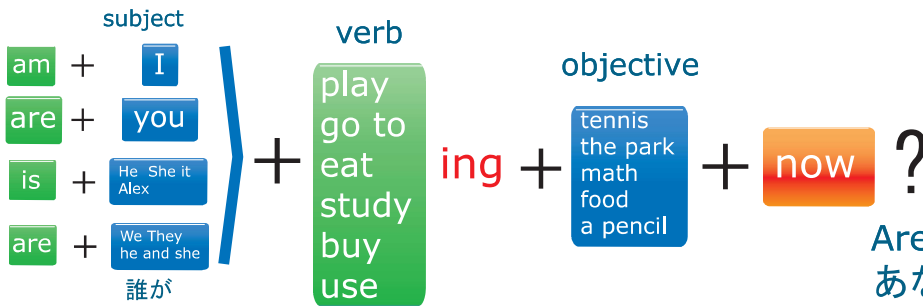 subject
am + I
are + you
is + He She it
Alex
are + We They
he and she
誰が
+
verb
play
go to
eat
study
buy
use
ing
+
objective
tennis
the park
math
food
a pencil
+
now
?
Are
あな